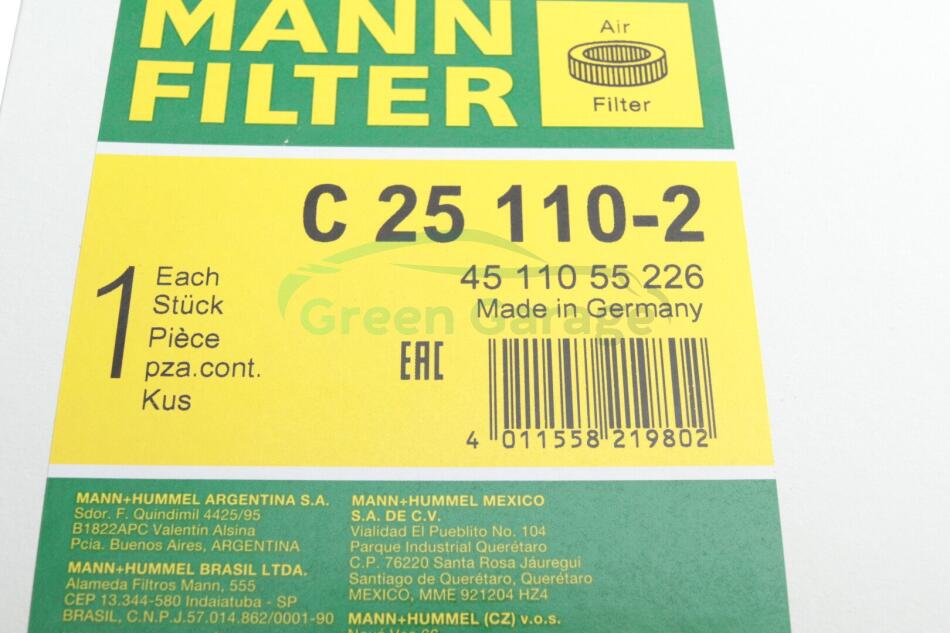 MANN
FILTER
Air
Filter
C 25 110-2
1
Each
Stück
Pièce
pza.cont.
Kus
45 110 55 226
Made in Germany
Green Garage
EAC
4 011558 219802
MANN+HUMMEL ARGENTINA S.A.
Sdor. F. Quindimil 4425/95
B1822APC Valentín Alsina
Pcia. Buenos Aires, ARGENTINA
MANN+HUMMEL BRASIL LTDA.
Alameda Filtros Mann, 555
CEP 13.344-580 Indaiatuba - SP
BRASIL, C.N.P.J.57.014.862/0001-90
MANN+HUMMEL MEXICO
S.A. DE C.V.
Vialidad El Pueblito No. 104
Parque Industrial Querétaro
C.P. 76220 Santa Rosa Jáuregui
Santiago de Querétaro, Querétaro
MEXICO, MME 921204 HZ4
MANN+HUMMEL (CZ) v.o.s.